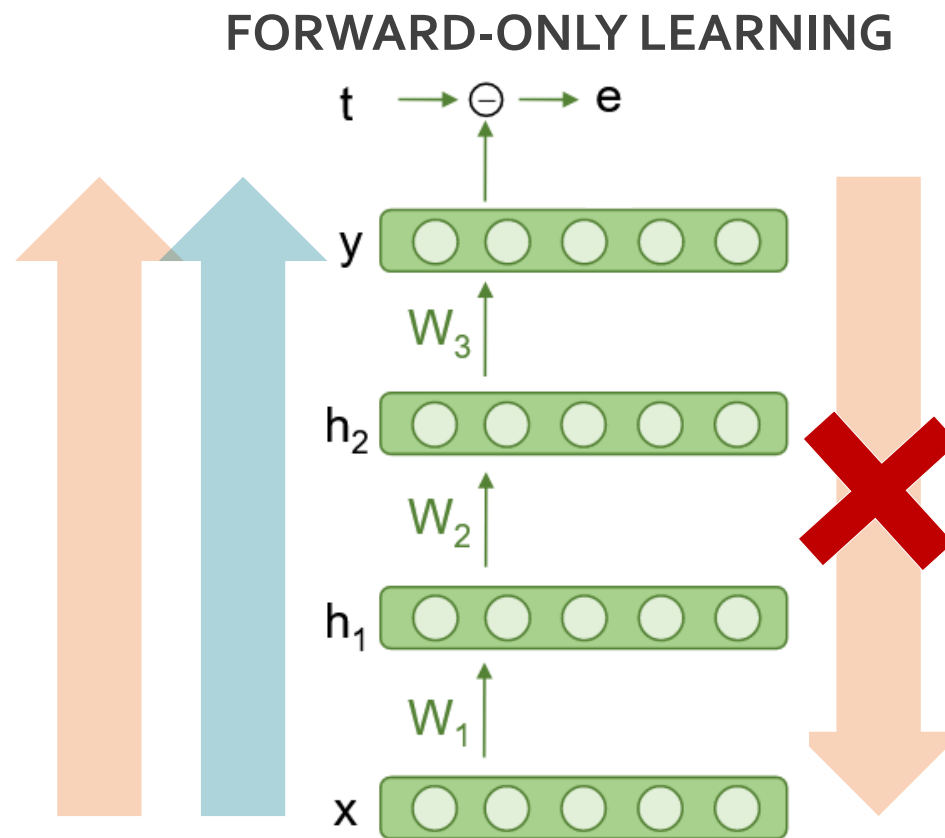 FORWARD-ONLY LEARNING
t ⊖ e
y
W₃
h₂
W₂
h₁
W₁
x